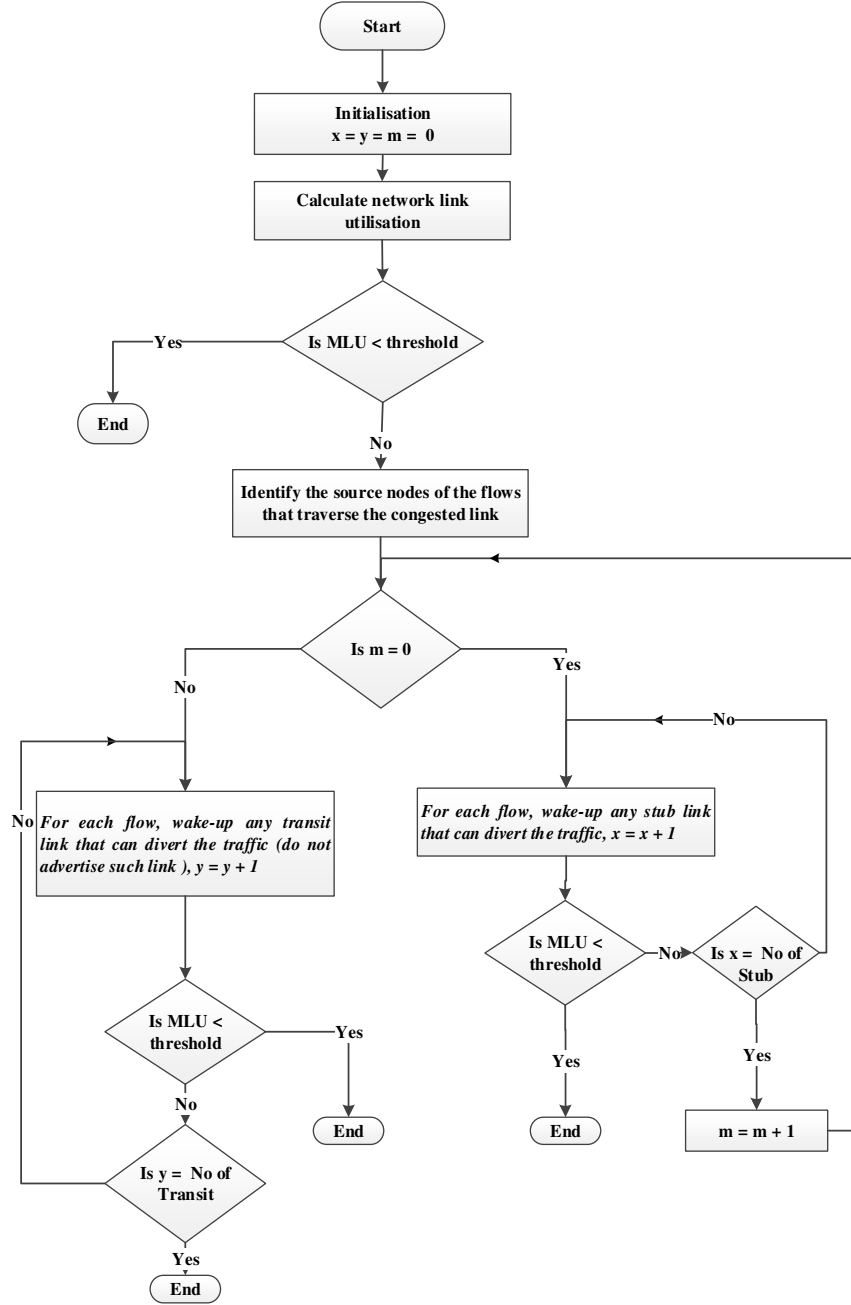 Start
Initialisation
x = y = m = 0
Calculate network link
utilisation
Is MLU < threshold
Yes
End
No
Identify the source nodes of the flows
that traverse the congested link
Is m = 0
No
Yes
No
For each flow, wake-up any transit
link that can divert the traffic (do not
advertise such link ), y = y + 1
No
For each flow, wake-up any stub link
that can divert the traffic, x = x + 1
Is MLU <
threshold
No
Is x = No of
Stub
Yes
End
Yes
m = m + 1
Is MLU <
threshold
Yes
End
No
Is y = No of
Transit
Yes
End